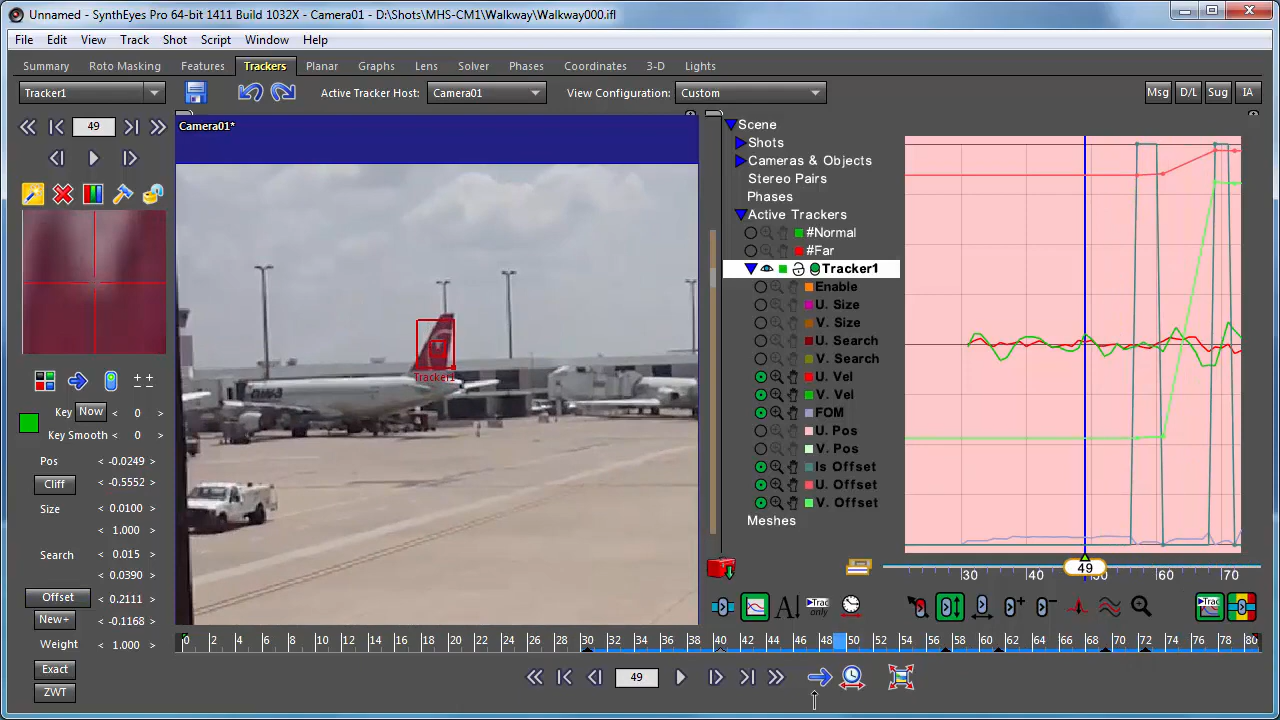 Unnamed - SynthEyes Pro 64-bit 1411 Build 1032X - Camera01 - D:\Shots\MHS-CM1\Walkway\Walkway000.ifl
File Edit View Track Shot Script Window Help
Summary Roto Masking Features Trackers Planar Graphs Lens Solver Phases Coordinates 3-D Lights
Tracker1 Active Tracker Host: Camera01 View Configuration: Custom Msg D/L Sug IA
49
Camera01*
Tracker1
Key Now < 0 >
Key Smooth < 0 >
Pos < -0.0249 >
Cliff < -0.5552 >
Size < 0.0100 >
< 1.000 >
Search < 0.015 >
< 0.0390 >
Offset < 0.2111 >
New+ < -0.1168 >
Weight < 1.000 >
Exact
ZWT
Scene
Shots
Cameras & Objects
Stereo Pairs
Phases
Active Trackers
#Normal
#Far
Tracker1
Enable
U. Size
V. Size
U. Search
V. Search
U. Vel
V. Vel
FOM
U. Pos
V. Pos
Is Offset
U. Offset
V. Offset
Meshes
30 40 49 50 60 70
A Trac only Trac
0 2 4 6 8 10 12 14 16 18 20 22 24 26 28 30 32 34 36 38 40 42 44 46 48 50 52 54 56 58 60 62 64 66 68 70 72 74 76 78 80
49